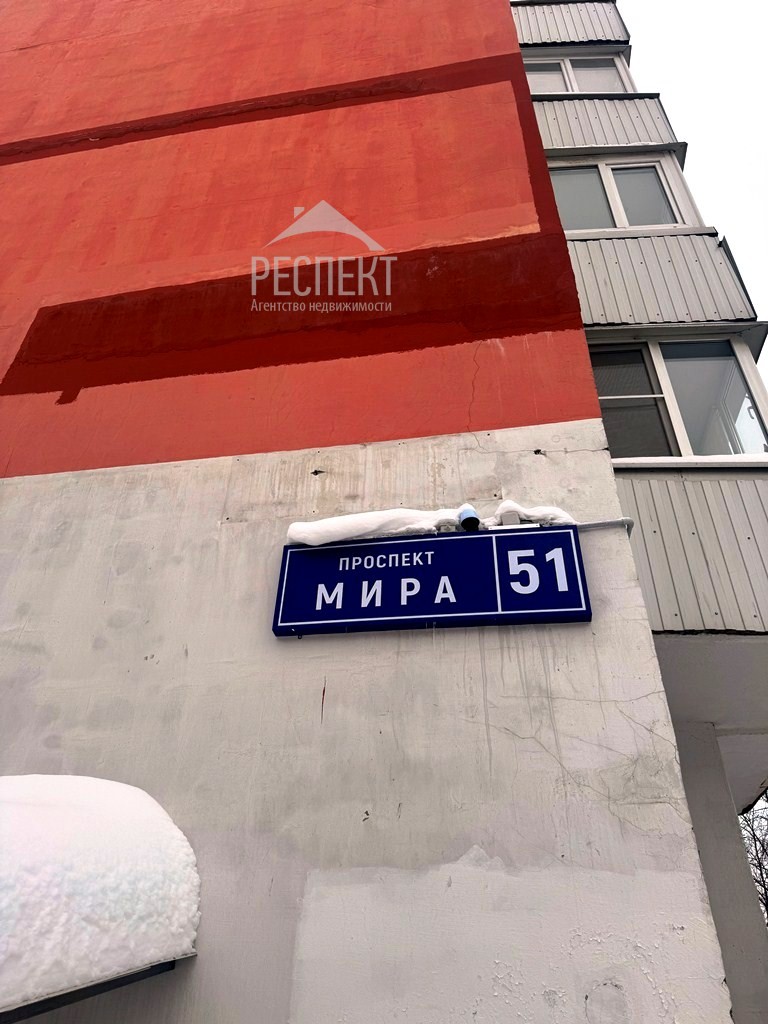 РЕСПЕКТ
Агентство недвижимости
ПРОСПЕКТ
МИРА
51